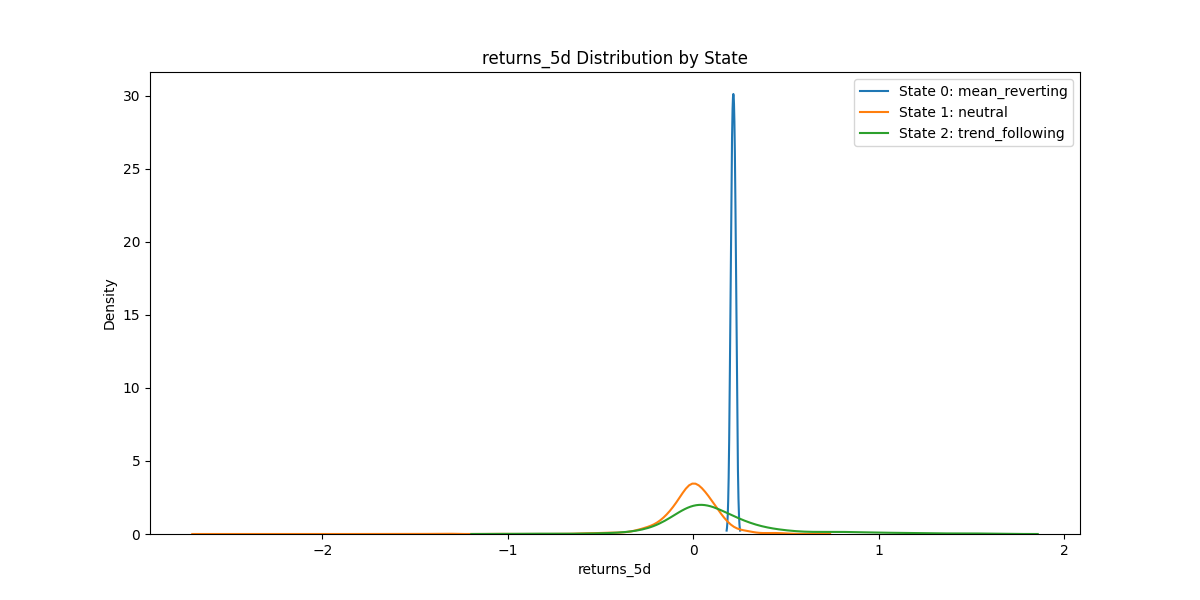 returns_5d Distribution by State
State 0: mean_reverting
State 1: neutral
State 2: trend_following
30
25
20
15
10
5
0
Density
−2
−1
0
1
2
returns_5d